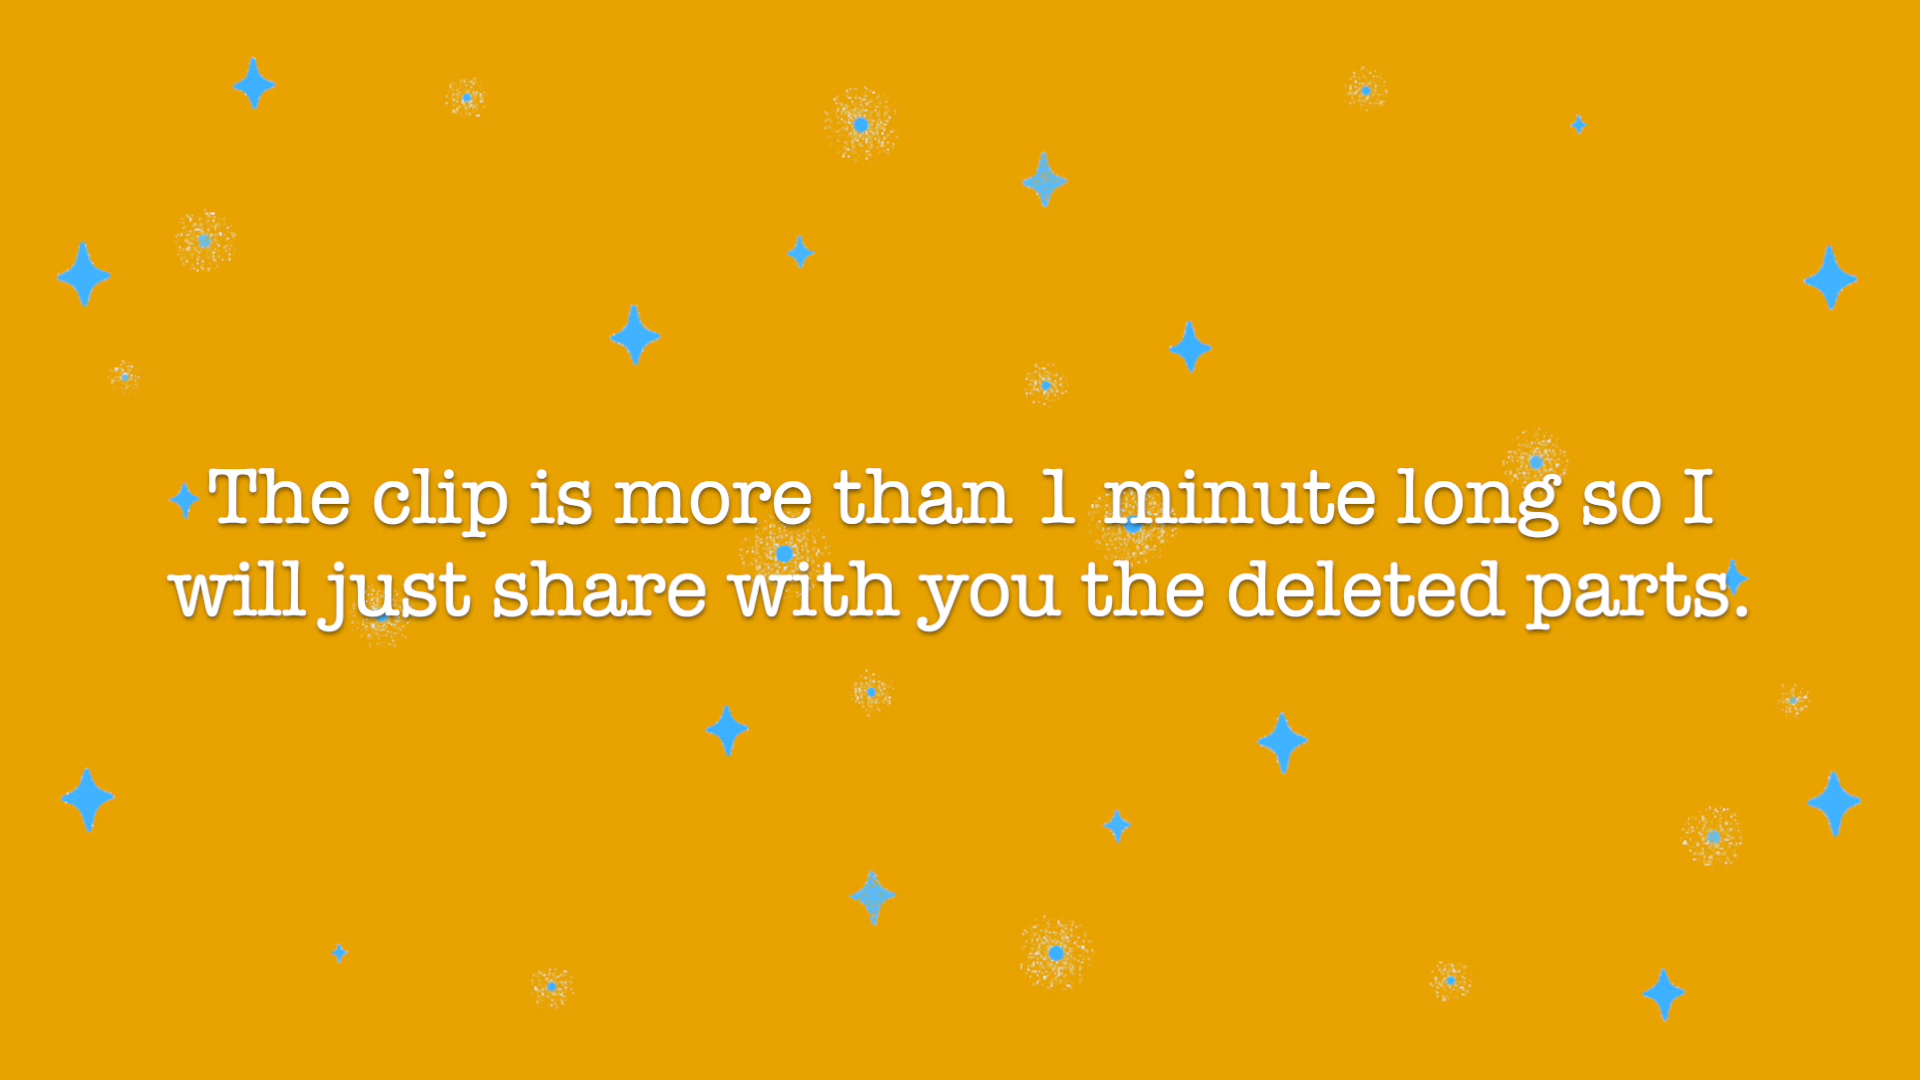 The clip is more than 1 minute long so I
will just share with you the deleted parts.